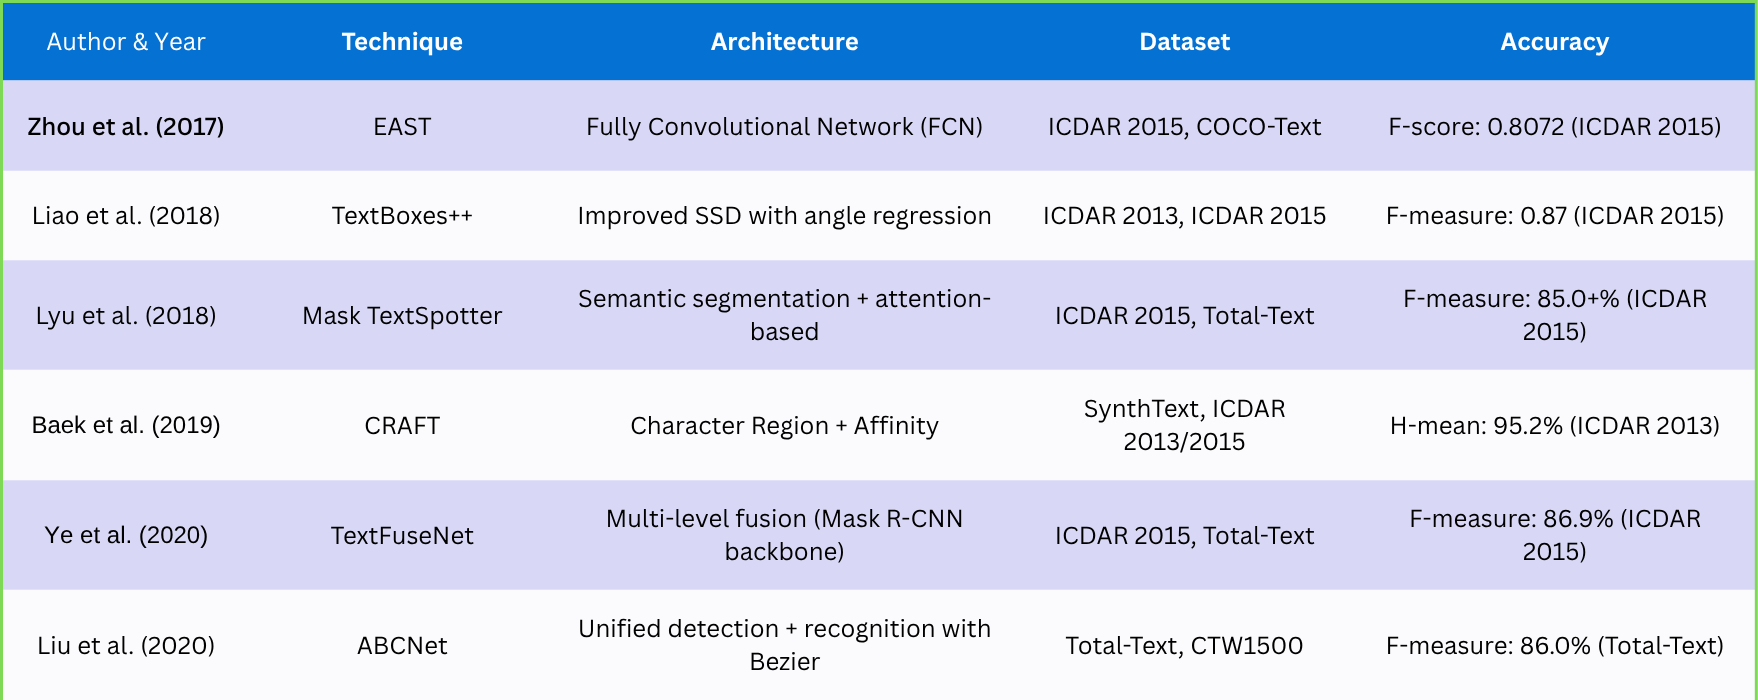 Author & Year Technique Architecture Dataset Accuracy
Zhou et al. (2017) EAST Fully Convolutional Network (FCN) ICDAR 2015, COCO-Text F-score: 0.8072 (ICDAR 2015)
Liao et al. (2018) TextBoxes++ Improved SSD with angle regression ICDAR 2013, ICDAR 2015 F-measure: 0.87 (ICDAR 2015)
Lyu et al. (2018) Mask TextSpotter Semantic segmentation + attention-
based ICDAR 2015, Total-Text F-measure: 85.0+% (ICDAR
2015)
Baek et al. (2019) CRAFT Character Region + Affinity SynthText, ICDAR
2013/2015 H-mean: 95.2% (ICDAR 2013)
Ye et al. (2020) TextFuseNet Multi-level fusion (Mask R-CNN
backbone) ICDAR 2015, Total-Text F-measure: 86.9% (ICDAR
2015)
Liu et al. (2020) ABCNet Unified detection + recognition with
Bezier Total-Text, CTW1500 F-measure: 86.0% (Total-Text)